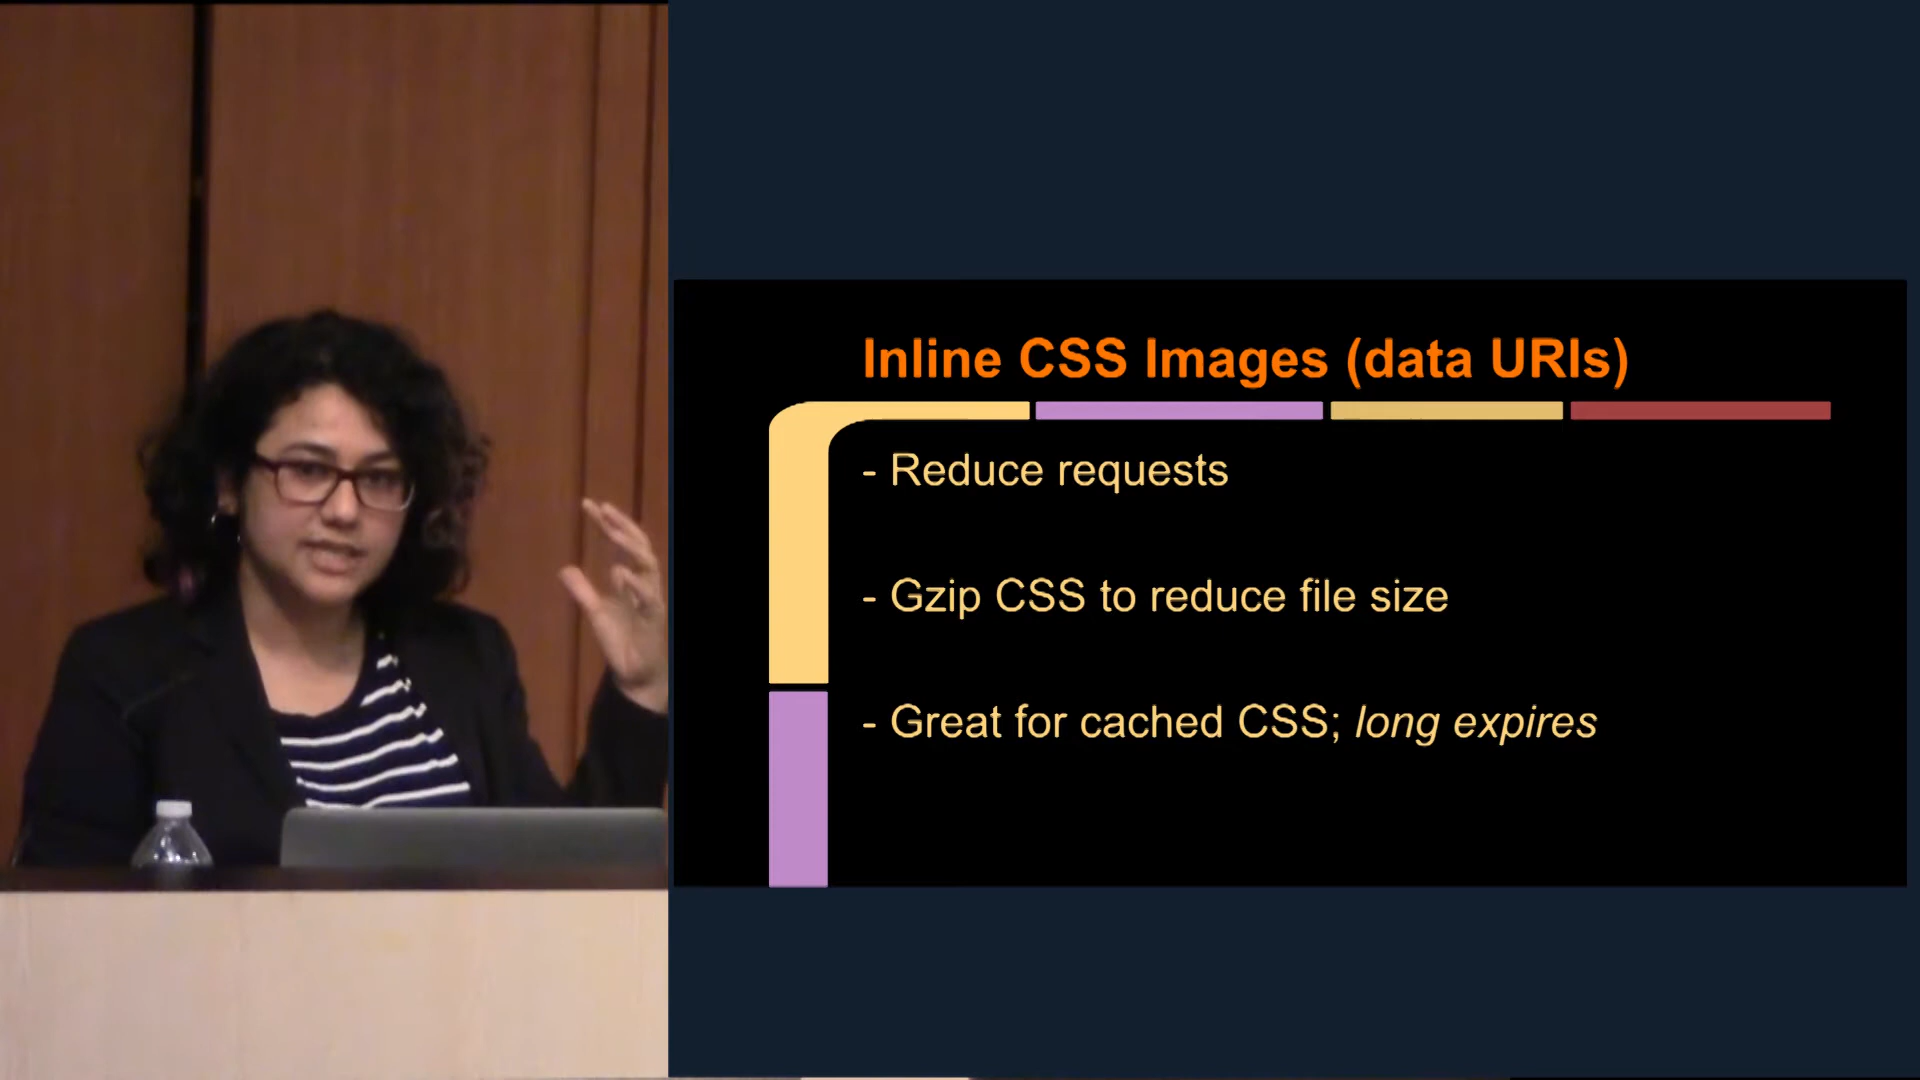 Inline CSS Images (data URIs)
- Reduce requests
- Gzip CSS to reduce file size
- Great for cached CSS; long expires